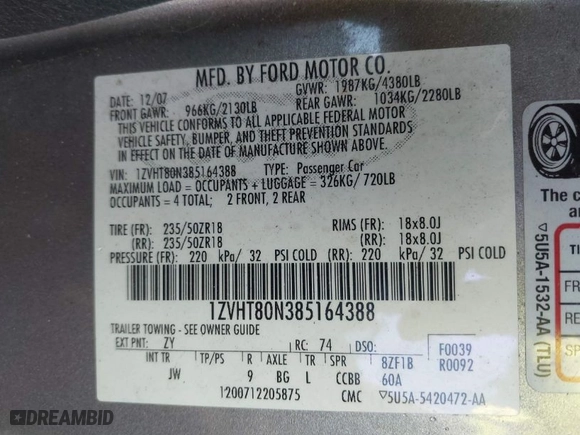 MFD. BY FORD MOTOR CO.
DATE: 12/07
GVWR: 1987KG/4380LB
FRONT GAWR: 966KG/2130LB
REAR GAWR: 1034KG/2280LB
THIS VEHICLE CONFORMS TO ALL APPLICABLE FEDERAL MOTOR
VEHICLE SAFETY, BUMPER, AND THEFT PREVENTION STANDARDS
IN EFFECT ON THE DATE OF MANUFACTURE SHOWN ABOVE.
VIN: 1ZVHT80N385164388 TYPE: Passenger Car
MAXIMUM LOAD = OCCUPANTS + LUGGAGE = 326KG/720LB
OCCUPANTS = 4 TOTAL; 2 FRONT, 2 REAR
TIRE (FR): 235/50ZR18 RIMS (FR): 18x8.0J
(RR): 235/50ZR18 (RR): 18x8.0J
PRESSURE (FR): 220 kPa/ 32 PSI COLD (RR): 220 kPa/ 32 PSI COLD
1ZVHT80N385164388
TRAILER TOWING - SEE OWNER GUIDE
EXT PNT: ZY RC: 74 F0039
INT TR TP/PS R AXLE TR SPR 8ZF1B R0092
JW 9 BG L CCBB 60A
1200712205875 CMC ▽5U5A-5420472-AA
The c
an
▽5U5A-1532-AA (TLU)
TI
FR
RE
SP
DREAMBID